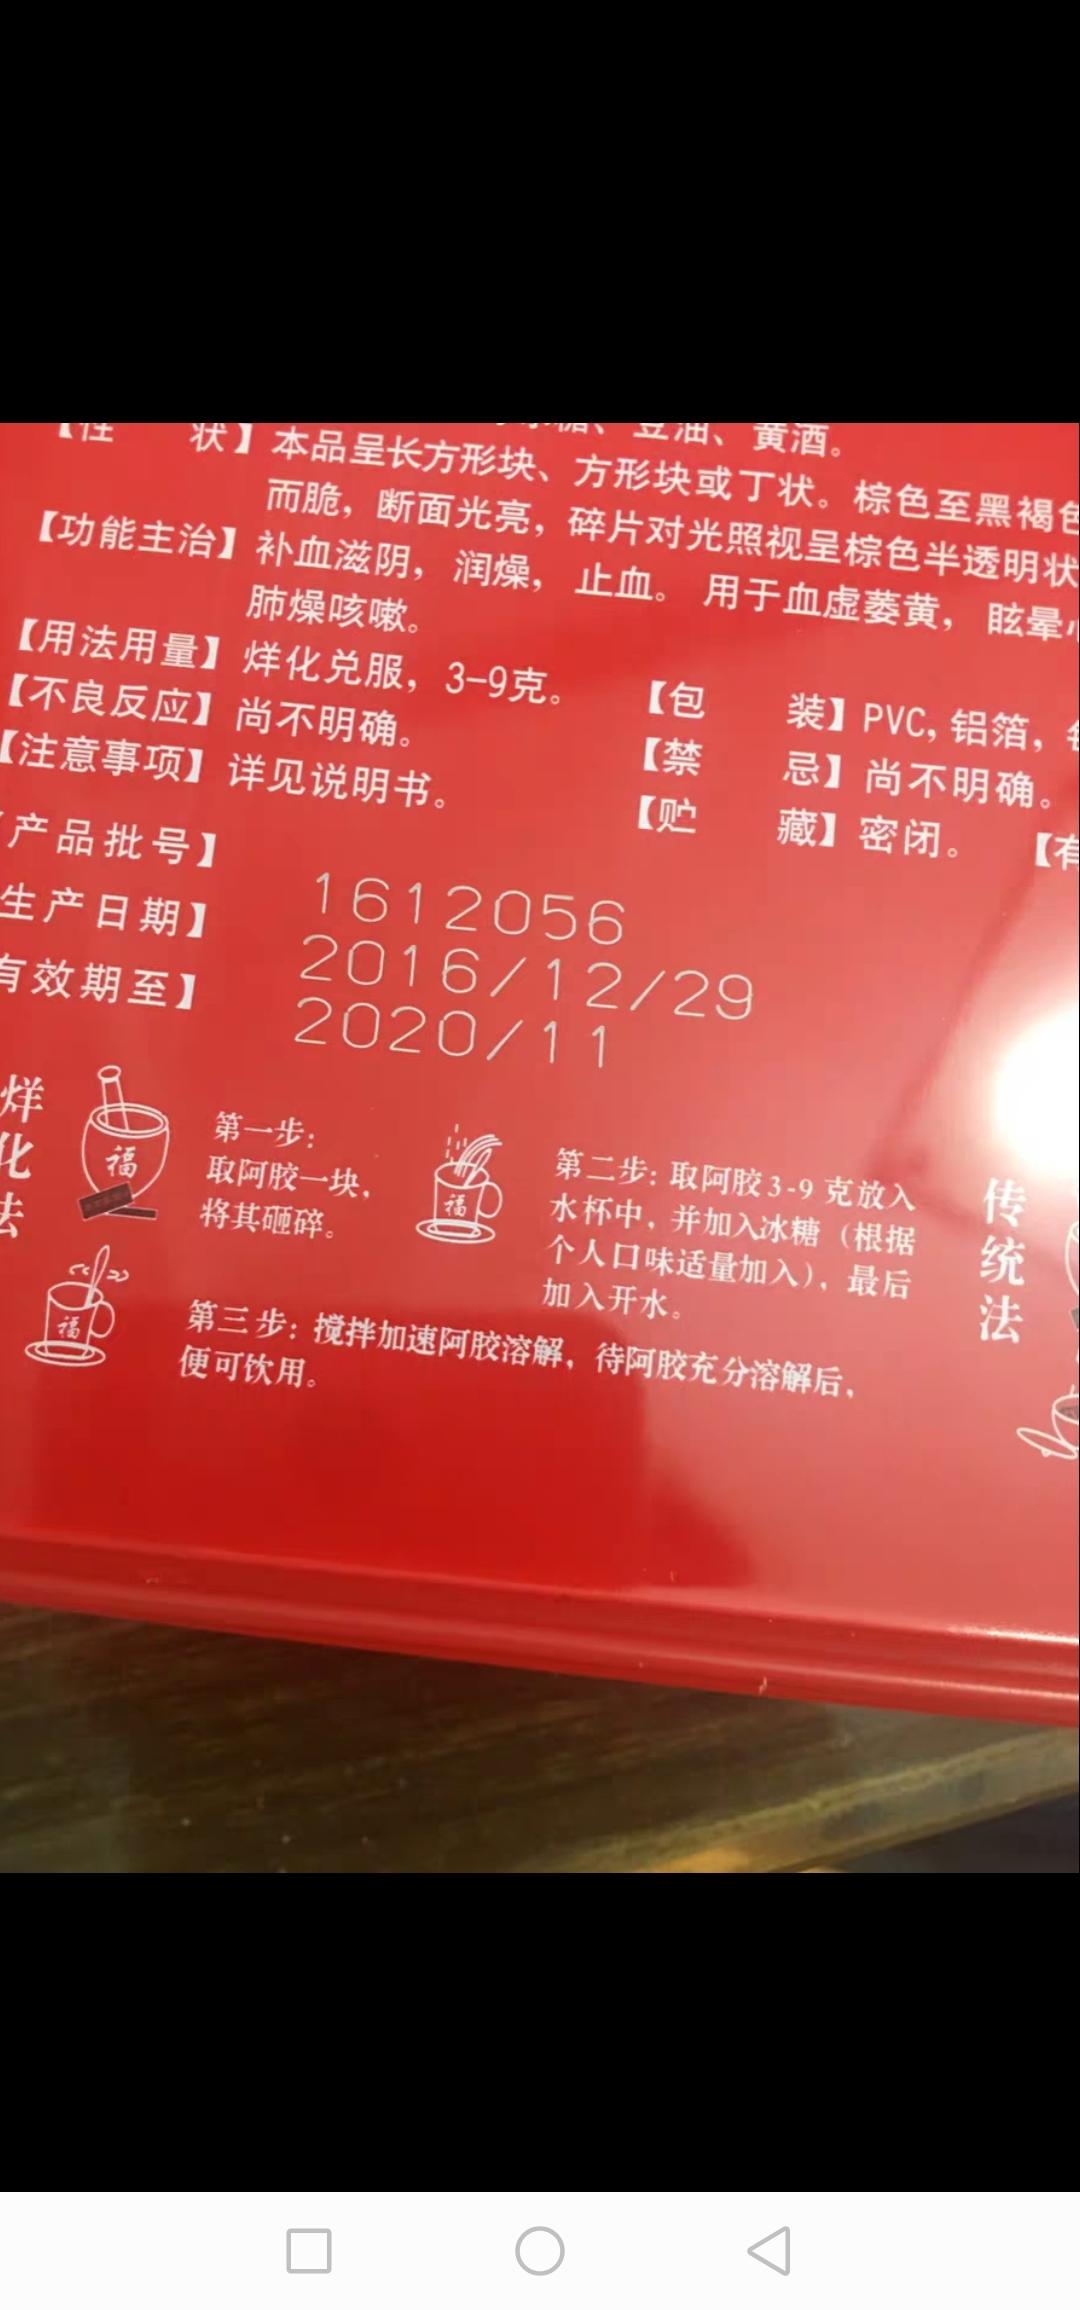 【性 状】本品呈长方形块、方形块或丁状。棕色至黑褐色
豆油、黄酒。
而脆，断面光亮，碎片对光照视呈棕色半透明状
【功能主治】补血滋阴，润燥，止血。用于血虚萎黄，眩晕
肺燥咳嗽。
【用法用量】烊化兑服，3-9克。
【不良反应】尚不明确。
【注意事项】详见说明书。
【包 装】PVC，铝箔，
【禁 忌】尚不明确。
【贮 藏】密闭。 【有
产品批号】
1612056
生产日期】
2016/12/29
有效期至】
2020/11
烊化法
福
第一步：
取阿胶一块，
将其砸碎。
福
第二步：取阿胶3-9 克放入
水杯中，并加入冰糖（根据
个人口味适量加入），最后
加入开水。
福
第三步：搅拌加速阿胶溶解，待阿胶充分溶解后，
便可饮用。
传统法